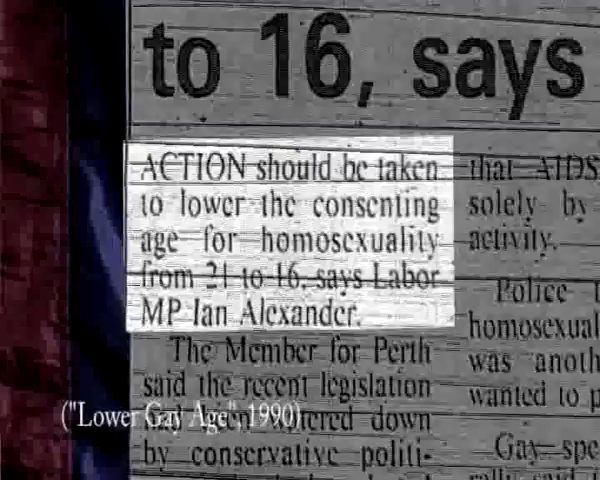 to 16, says
ACTION should be taken
to lower the consenting
age for homosexuality
from 21 to 16, says Labor
MP Ian Alexander.
The Member for Perth
said the recent legislation
down
by conservative politi-
that AIDS
solely by
activity.
Police
homosexual
was anoth
wanted to p
Gay spe
("Lower Gay Age", 1990)